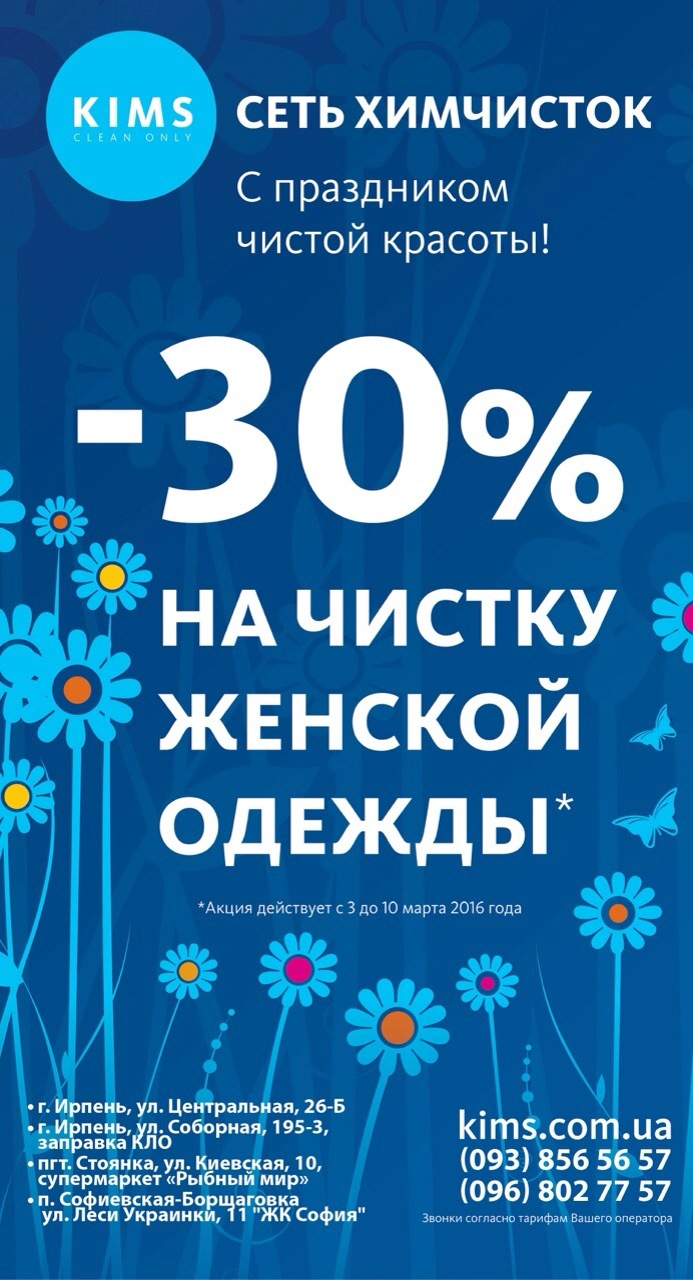 KIMS
CLEAN ONLY
СЕТЬ ХИМЧИСТОК
С праздником
чистой красоты!
-30%
НА ЧИСТКУ
ЖЕНСКОЙ
ОДЕЖДЫ*
*Акция действует с 3 до 10 марта 2016 года
• г. Ирпень, ул. Центральная, 26-Б
• г. Ирпень, ул. Соборная, 195-3,
заправка КЛО
• пгт. Стоянка, ул. Киевская, 10,
супермаркет «Рыбный мир»
• п. Софиевская-Борщаговка
ул. Леси Украинки, 11 "ЖК София"
kims.com.ua
(093) 856 56 57
(096) 802 77 57
Звонки согласно тарифам Вашего оператора